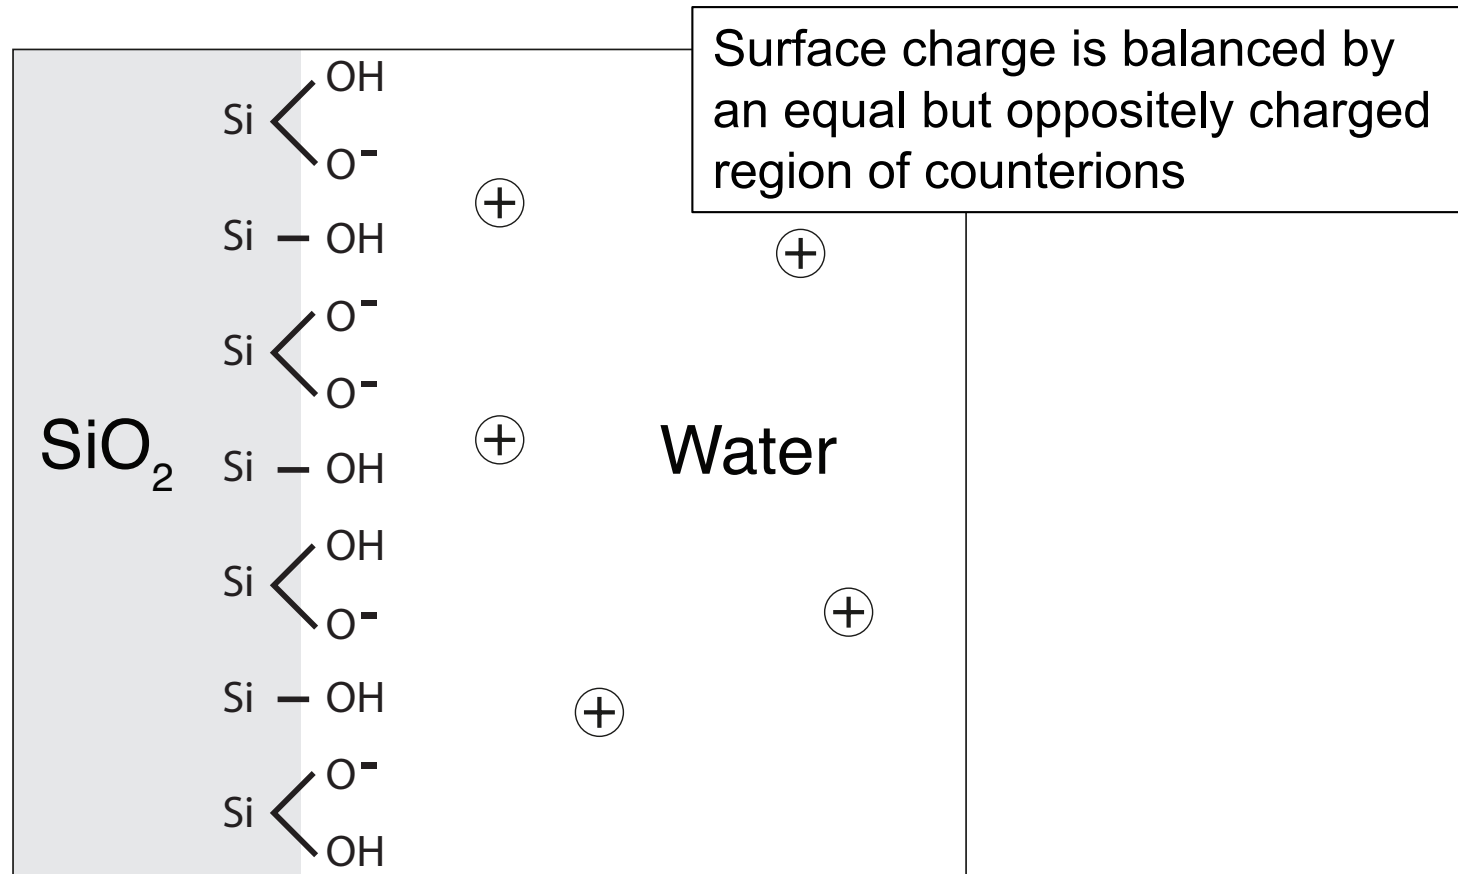 Surface charge is balanced by
an equal but oppositely charged
region of counterions
OH
Si
O⁻
+
Si — OH
+
O⁻
Si
O⁻
SiO₂
+
Water
Si — OH
OH
Si
O⁻
+
Si — OH
+
O⁻
Si
OH